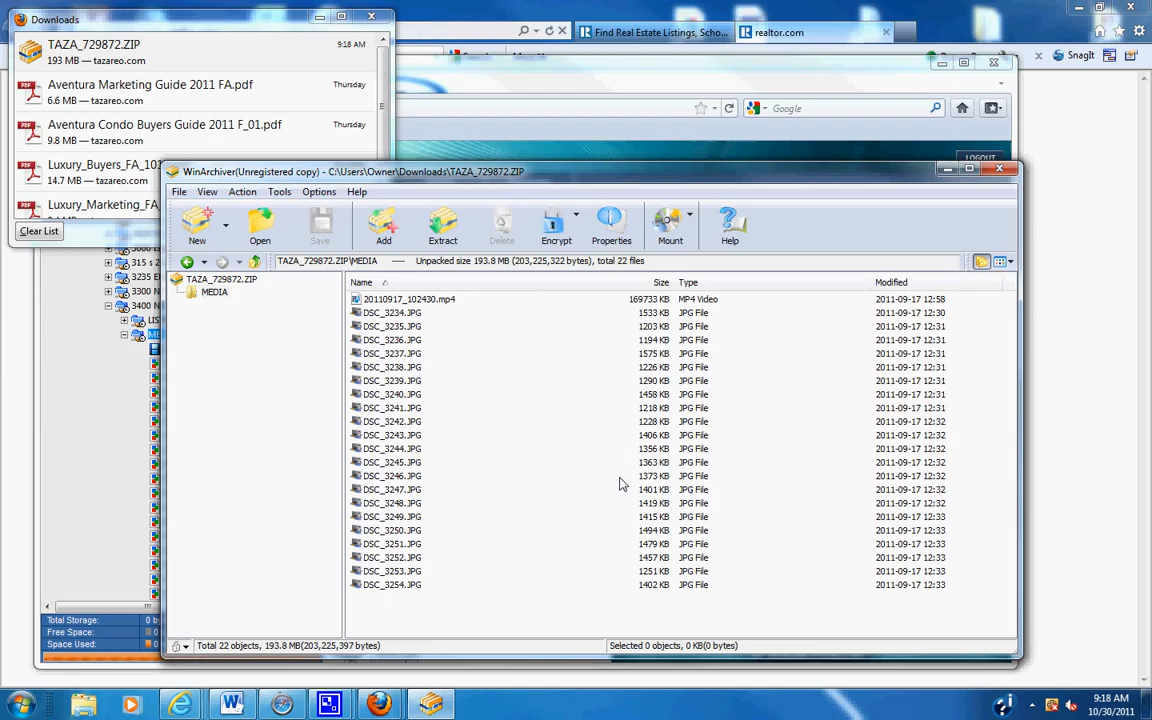 Downloads
TAZA_729872.ZIP 9:18 AM
193 MB — tazareo.com
Aventura Marketing Guide 2011 FA.pdf Thursday
6.6 MB — tazareo.com
Aventura Condo Buyers Guide 2011 F_01.pdf Thursday
9.8 MB — tazareo.com
Luxury_Buyers_FA_101
14.7 MB — tazareo.com
Luxury_Marketing_FA_
Clear List
Find Real Estate Listings, Scho...
realtor.com
SnagIt
Google
LOGOUT
WinArchiver(Unregistered copy) - C:\Users\Owner\Downloads\TAZA_729872.ZIP
File View Action Tools Options Help
New Open Save Add Extract Delete Encrypt Properties Mount Help
TAZA_729872.ZIP\MEDIA — Unpacked size 193.8 MB (203,225,322 bytes), total 22 files
TAZA_729872.ZIP
MEDIA
Name Size Type Modified
20110917_102430.mp4 169733 KB MP4 Video 2011-09-17 12:58
DSC_3234.JPG 1533 KB JPG File 2011-09-17 12:30
DSC_3235.JPG 1203 KB JPG File 2011-09-17 12:31
DSC_3236.JPG 1194 KB JPG File 2011-09-17 12:31
DSC_3237.JPG 1575 KB JPG File 2011-09-17 12:31
DSC_3238.JPG 1226 KB JPG File 2011-09-17 12:31
DSC_3239.JPG 1290 KB JPG File 2011-09-17 12:31
DSC_3240.JPG 1458 KB JPG File 2011-09-17 12:31
DSC_3241.JPG 1218 KB JPG File 2011-09-17 12:31
DSC_3242.JPG 1228 KB JPG File 2011-09-17 12:32
DSC_3243.JPG 1406 KB JPG File 2011-09-17 12:32
DSC_3244.JPG 1356 KB JPG File 2011-09-17 12:32
DSC_3245.JPG 1363 KB JPG File 2011-09-17 12:32
DSC_3246.JPG 1373 KB JPG File 2011-09-17 12:32
DSC_3247.JPG 1401 KB JPG File 2011-09-17 12:32
DSC_3248.JPG 1419 KB JPG File 2011-09-17 12:32
DSC_3249.JPG 1415 KB JPG File 2011-09-17 12:33
DSC_3250.JPG 1494 KB JPG File 2011-09-17 12:33
DSC_3251.JPG 1479 KB JPG File 2011-09-17 12:33
DSC_3252.JPG 1457 KB JPG File 2011-09-17 12:33
DSC_3253.JPG 1251 KB JPG File 2011-09-17 12:33
DSC_3254.JPG 1402 KB JPG File 2011-09-17 12:33
Total 22 objects, 193.8 MB(203,225,397 bytes) Selected 0 objects, 0 KB(0 bytes)
315 s 2
3235 E
3300 N
3400 N
LIS
Total Storage: 0 by
Free Space:
Space Used:
9:18 AM
10/30/2011